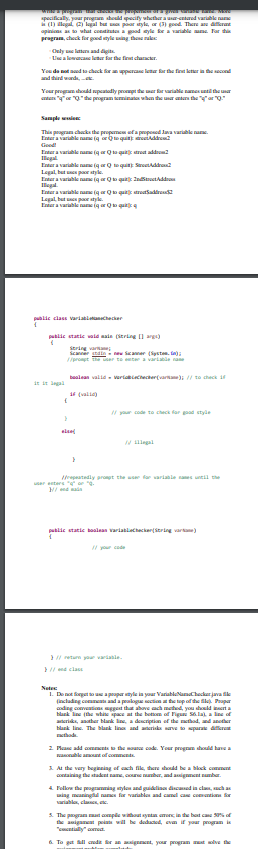 Write a program that checks the properness of a given variable name. More
specifically, your program should specify whether a user-entered variable name
is (1) illegal, (2) legal but uses poor style, or (3) good. There are different
opinions as to what constitutes a good style for a variable name. For this
program, check for good style using these rules:
· Only use letters and digits.
· Use a lowercase letter for the first character.
You do not need to check for an uppercase letter for the first letter in the second
and third words, ...etc.
Your program should repeatedly prompt the user for variable names until the user
enters "q" or "Q." the program terminates when the user enters the "q" or "Q."
Sample session:
This program checks the properness of a proposed Java variable name.
Enter a variable name (q or Q to quit): streetAddress2
Good!
Enter a variable name (q or Q to quit): street address2
Illegal.
Enter a variable name (q or Q to quit): StreetAddress2
Legal, but uses poor style.
Enter a variable name (q or Q to quit): 2ndStreetAddress
Illegal.
Enter a variable name (q or Q to quit): street$address$2
Legal, but uses poor style.
Enter a variable name (q or Q to quit): q
public class VariableNameChecker
{
public static void main (String [] args)
{
String varName;
Scanner stdin = new Scanner (System.in);
//prompt the user to enter a variable name
boolean valid = VariableChecker(varName); // to check if
it it legal
if (valid)
{
// your code to check for good style
}
else{
// illegal
}
//repeatedly prompt the user for variable names until the
user enters "q" or "Q.
}// end main
public static boolean VariableChecker(String varName)
{
// your code
} // return your variable.
} // end class
Notes:
1. Do not forget to use a proper style in your VariableNameChecker.java file
(including comments and a prologue section at the top of the file). Proper
coding conventions suggest that above each method, you should insert a
blank line (the white space at the bottom of Figure S6.1a), a line of
asterisks, another blank line, a description of the method, and another
blank line. The blank lines and asterisks serve to separate different
methods.
2. Please add comments to the source code. Your program should have a
reasonable amount of comments.
3. At the very beginning of each file, there should be a block comment
containing the student name, course number, and assignment number.
4. Follow the programming styles and guidelines discussed in class, such as
using meaningful names for variables and camel case conventions for
variables, classes, etc.
5. The program must compile without syntax errors; in the best case 50% of
the assignment points will be deducted, even if your program is
"essentially" correct.
6. To get full credit for an assignment, your program must solve the